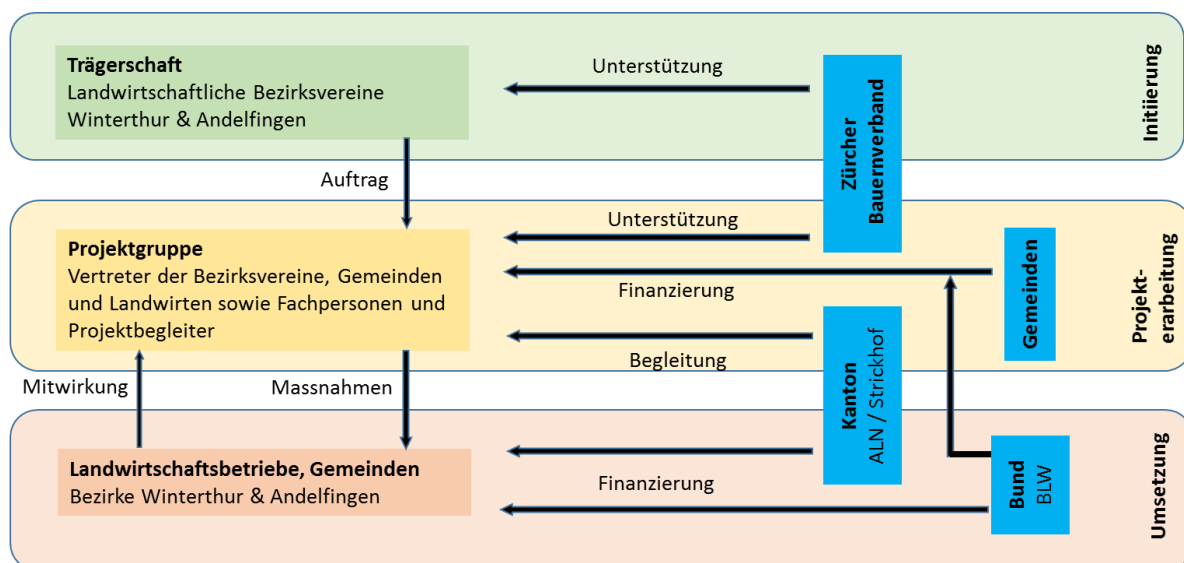 Trägerschaft
Landwirtschaftliche Bezirksvereine
Winterthur & Andelfingen
Unterstützung
Zürcher
Bauernverband
Initiierung
Auftrag
Projektgruppe
Vertreter der Bezirksvereine, Gemeinden
und Landwirten sowie Fachpersonen und
Projektbegleiter
Unterstützung
Finanzierung
Begleitung
Gemeinden
Projekt-
erarbeitung
Mitwirkung
Massnahmen
Kanton
ALN / Strickhof
Landwirtschaftsbetriebe, Gemeinden
Bezirke Winterthur & Andelfingen
Finanzierung
Bund
BLW
Umsetzung